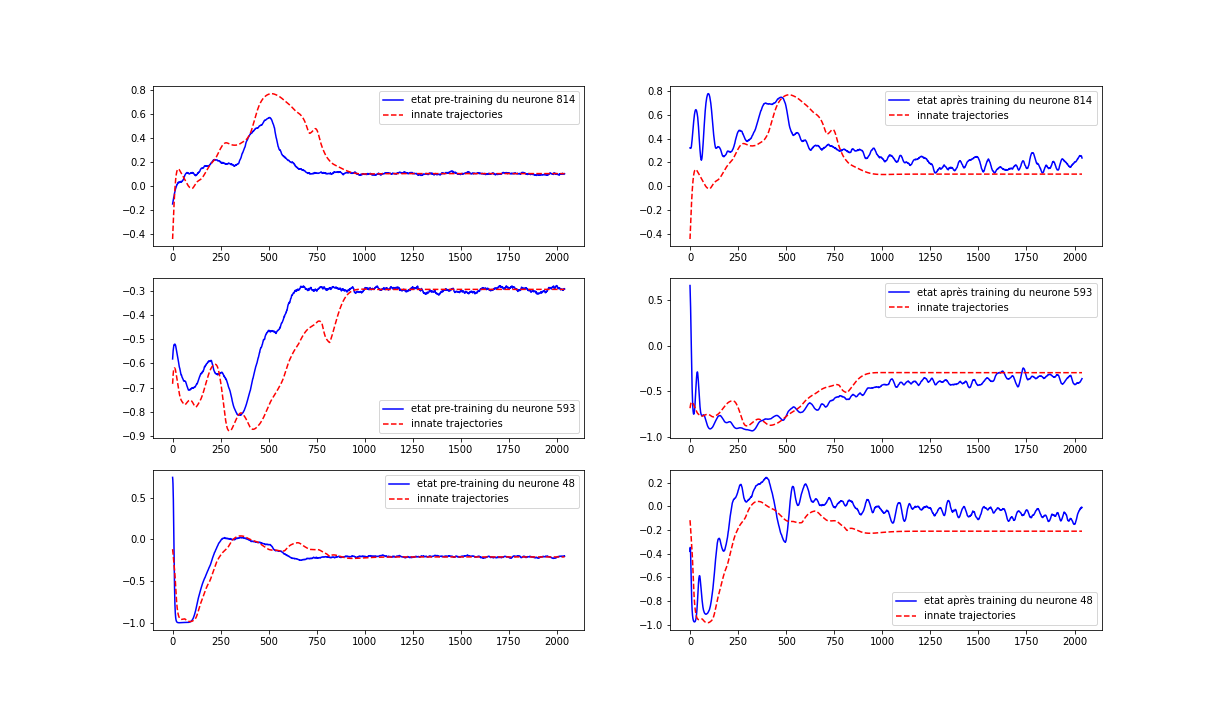 0.8
0.6
0.4
0.2
0.0
−0.2
−0.4
0 250 500 750 1000 1250 1500 1750 2000
etat pre-training du neurone 814
innate trajectories
0.8
0.6
0.4
0.2
0.0
−0.2
−0.4
0 250 500 750 1000 1250 1500 1750 2000
etat après training du neurone 814
innate trajectories
−0.3
−0.4
−0.5
−0.6
−0.7
−0.8
−0.9
0 250 500 750 1000 1250 1500 1750 2000
etat pre-training du neurone 593
innate trajectories
0.5
0.0
−0.5
−1.0
0 250 500 750 1000 1250 1500 1750 2000
etat après training du neurone 593
innate trajectories
0.5
0.0
−0.5
−1.0
0 250 500 750 1000 1250 1500 1750 2000
etat pre-training du neurone 48
innate trajectories
0.2
0.0
−0.2
−0.4
−0.6
−0.8
−1.0
0 250 500 750 1000 1250 1500 1750 2000
etat après training du neurone 48
innate trajectories